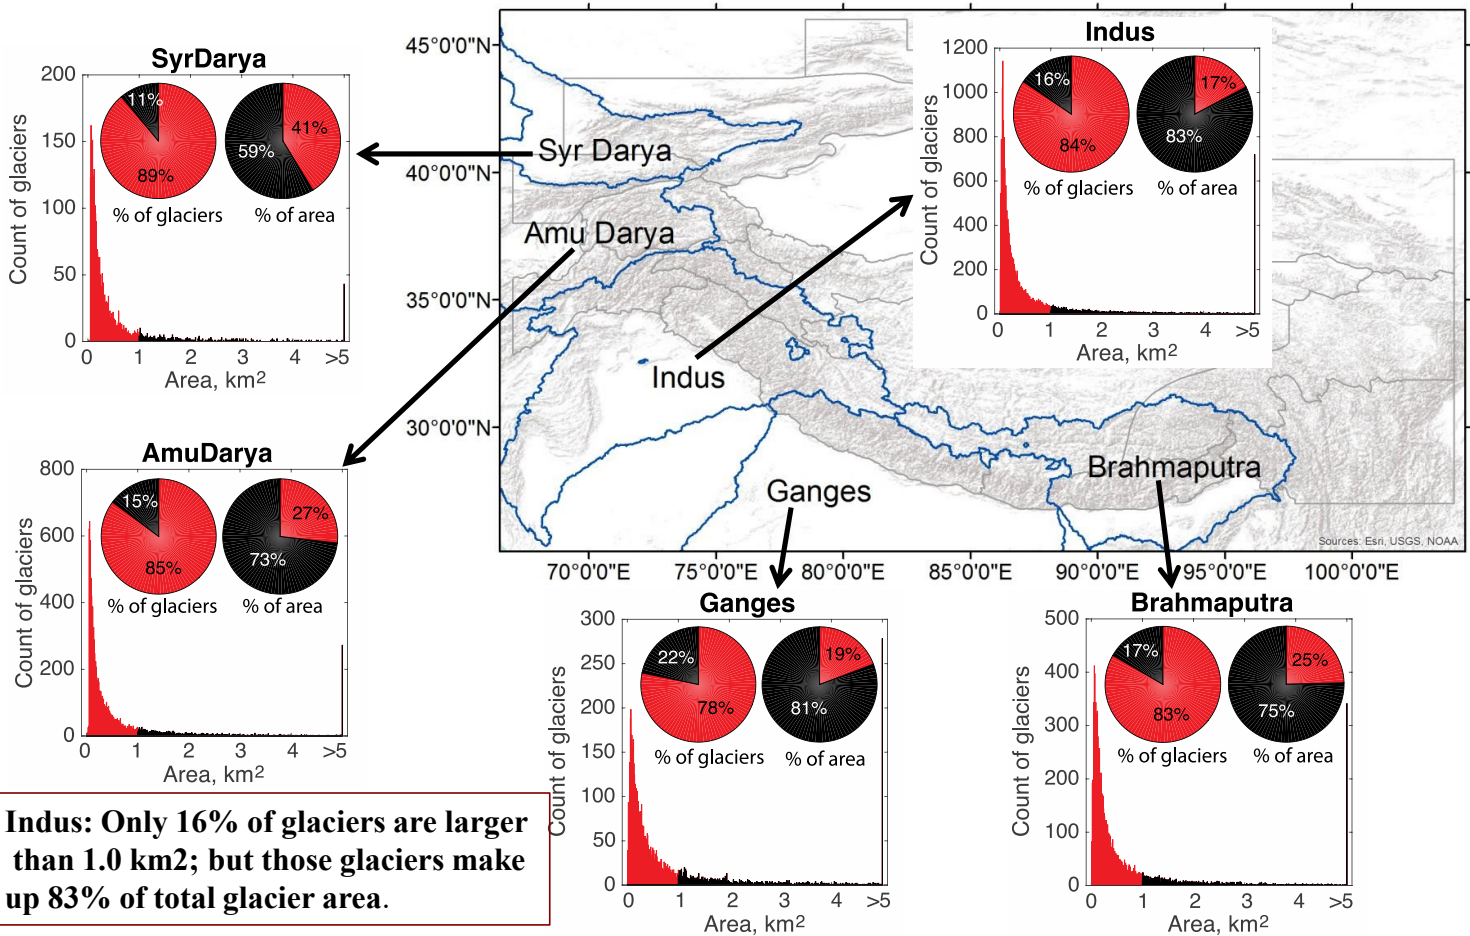 SyrDarya
200
150
100
50
0
Count of glaciers
11%
89%
59%
41%
% of glaciers
% of area
0 1 2 3 4 >5
Area, km2
AmuDarya
800
600
400
200
0
Count of glaciers
15%
85%
27%
73%
% of glaciers
% of area
0 1 2 3 4 >5
Area, km2
45°0'0"N
40°0'0"N
35°0'0"N
30°0'0"N
Syr Darya
Amu Darya
Indus
Ganges
Brahmaputra
Sources: Esri, USGS, NOAA
70°0'0"E 75°0'0"E 80°0'0"E 85°0'0"E 90°0'0"E 95°0'0"E 100°0'0"E
Indus
1200
1000
800
600
400
200
0
Count of glaciers
16%
84%
17%
83%
% of glaciers
% of area
0 1 2 3 4 >5
Area, km2
Ganges
300
250
200
150
100
50
0
Count of glaciers
22%
78%
19%
81%
% of glaciers
% of area
0 1 2 3 4 >5
Area, km2
Brahmaputra
500
400
300
200
100
0
Count of glaciers
17%
83%
25%
75%
% of glaciers
% of area
0 1 2 3 4 >5
Area, km2
Indus: Only 16% of glaciers are larger
than 1.0 km2; but those glaciers make
up 83% of total glacier area.